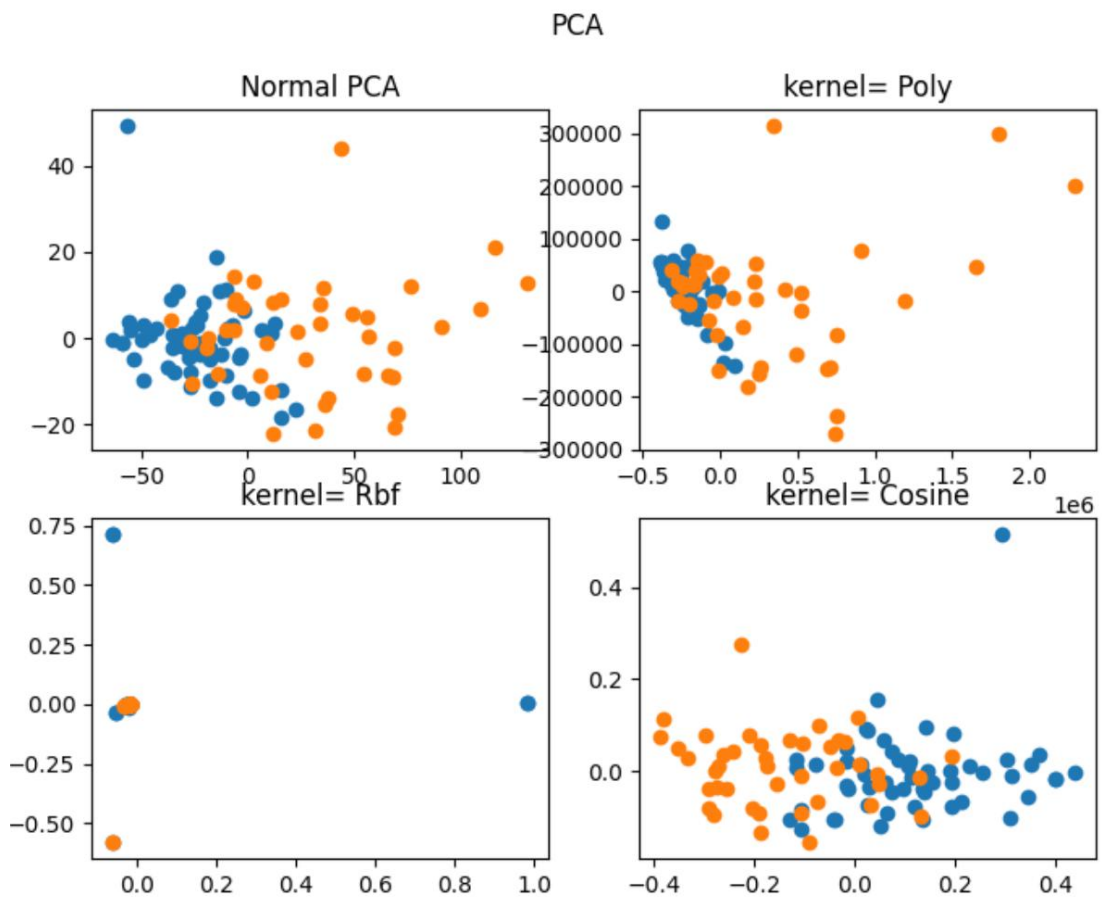 PCA
Normal PCA
40
20
0
−20
−50 0 50 100
kernel= Poly
300000
200000
100000
0
−100000
−200000
−300000
−0.5 0.0 0.5 1.0 1.5 2.0
1e6
kernel= Rbf
0.75
0.50
0.25
0.00
−0.25
−0.50
0.0 0.2 0.4 0.6 0.8 1.0
kernel= Cosine
0.4
0.2
0.0
−0.4 −0.2 0.0 0.2 0.4